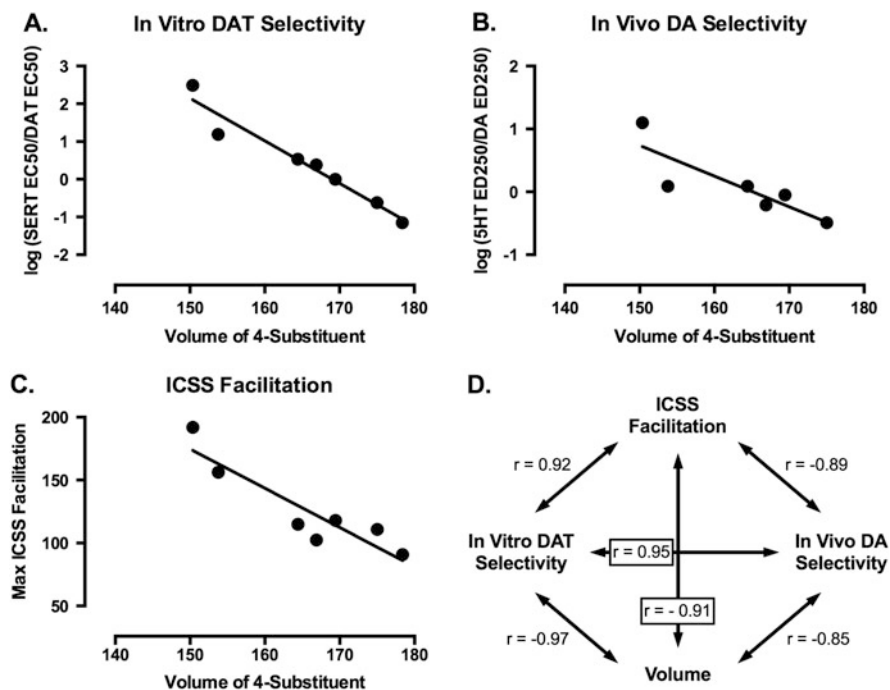 A.
In Vitro DAT Selectivity
log (SERT EC50/DAT EC50)
3
2
1
0
-1
-2
140 150 160 170 180
Volume of 4-Substituent
B.
In Vivo DA Selectivity
log (5HT ED250/DA ED250)
2
1
0
-1
140 150 160 170 180
Volume of 4-Substituent
C.
ICSS Facilitation
Max ICSS Facilitation
200
150
100
50
140 150 160 170 180
Volume of 4-Substituent
D.
ICSS
Facilitation
r = 0.92
r = -0.89
In Vitro DAT
Selectivity
r = 0.95
In Vivo DA
Selectivity
r = - 0.91
r = -0.97
r = -0.85
Volume